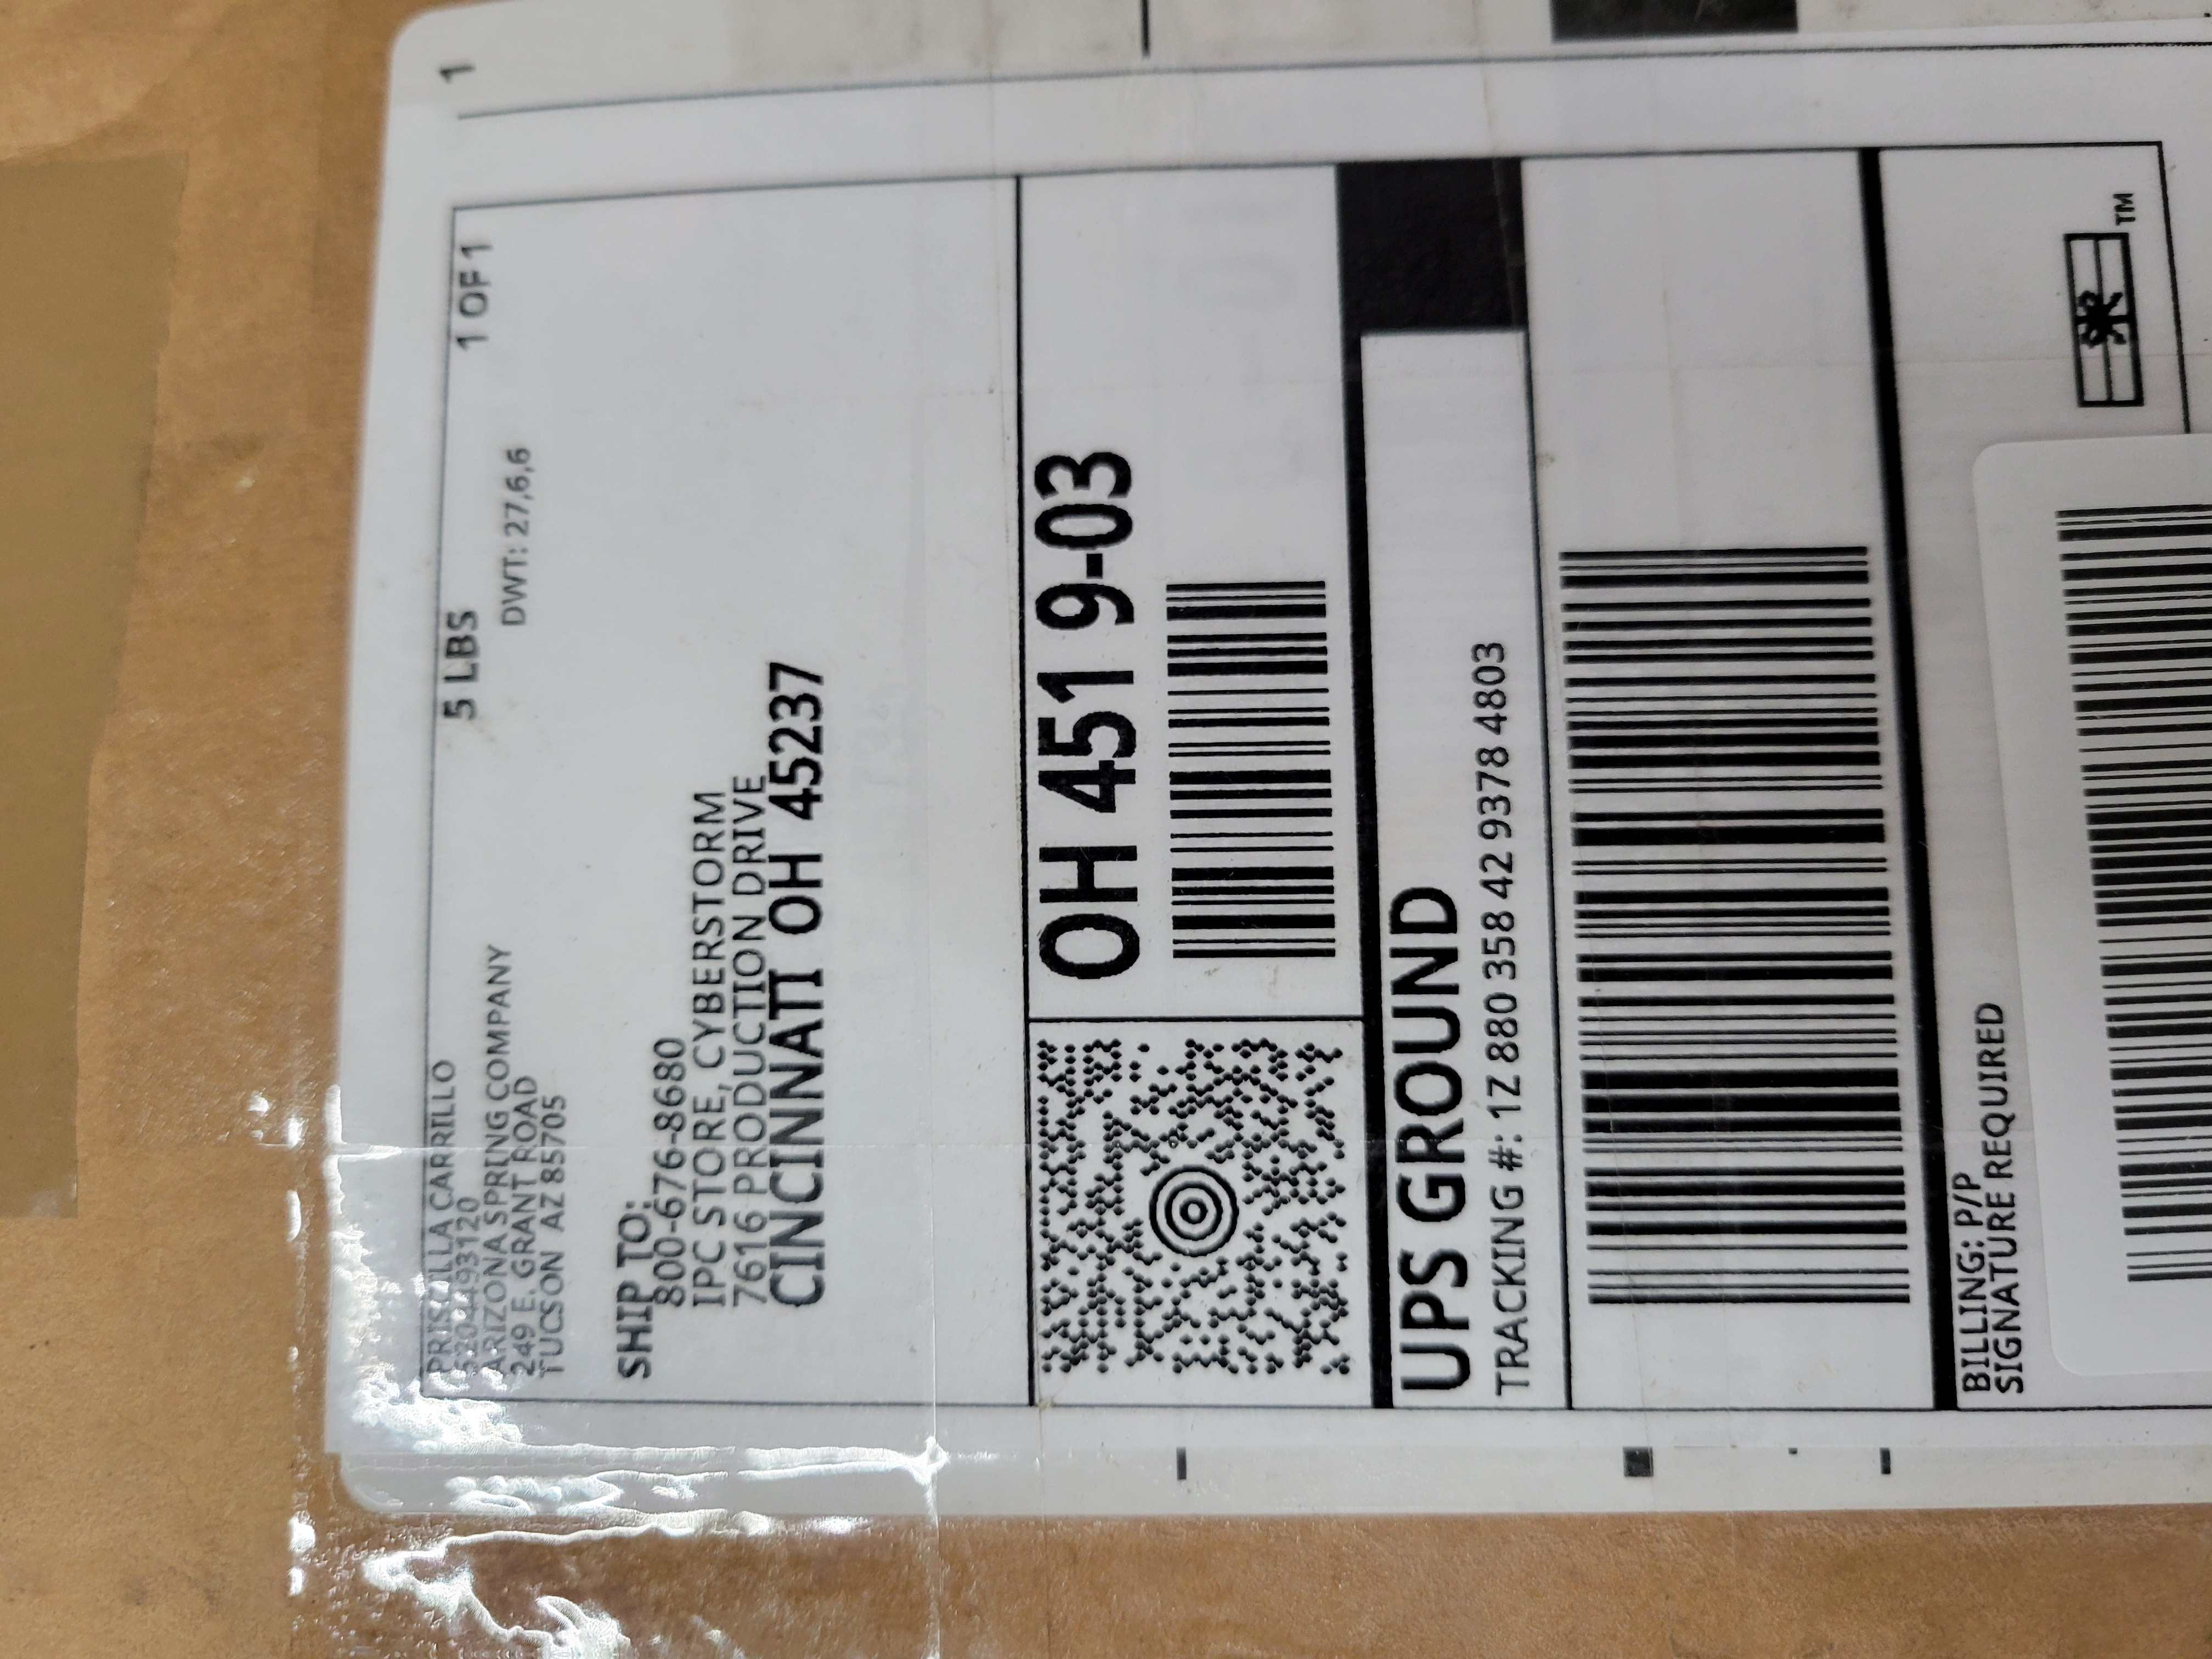 1
5 LBS 1 OF 1
DWT: 27,6,6
PRISCILLA CARRILLO
ARIZONA SPRING COMPANY
249 E. GRANT ROAD
TUCSON AZ 85705
SHIP TO:
800-676-8680
IPC STORE, CYBERSTORM
7616 PRODUCTION DRIVE
CINCINNATI OH 45237
OH 451 9-03
UPS GROUND
TRACKING #: 1Z 880 358 42 9378 4803
BILLING: P/P
SIGNATURE REQUIRED
TM